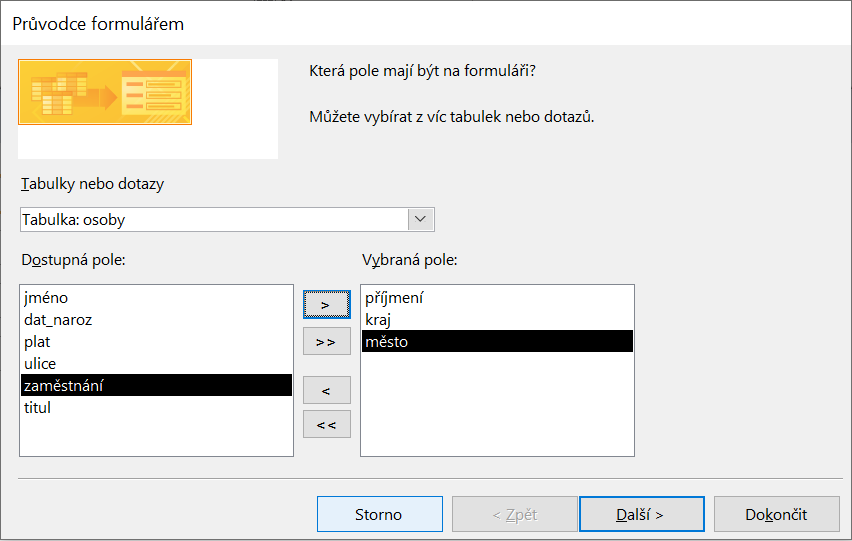 Průvodce formulářem
Která pole mají být na formuláři?
Můžete vybírat z víc tabulek nebo dotazů.
Tabulky nebo dotazy
Tabulka: osoby
Dostupná pole:
Vybraná pole:
jméno
dat_naroz
plat
ulice
zaměstnání
titul
>
>>
<
<<
příjmení
kraj
město
Storno
< Zpět
Další >
Dokončit